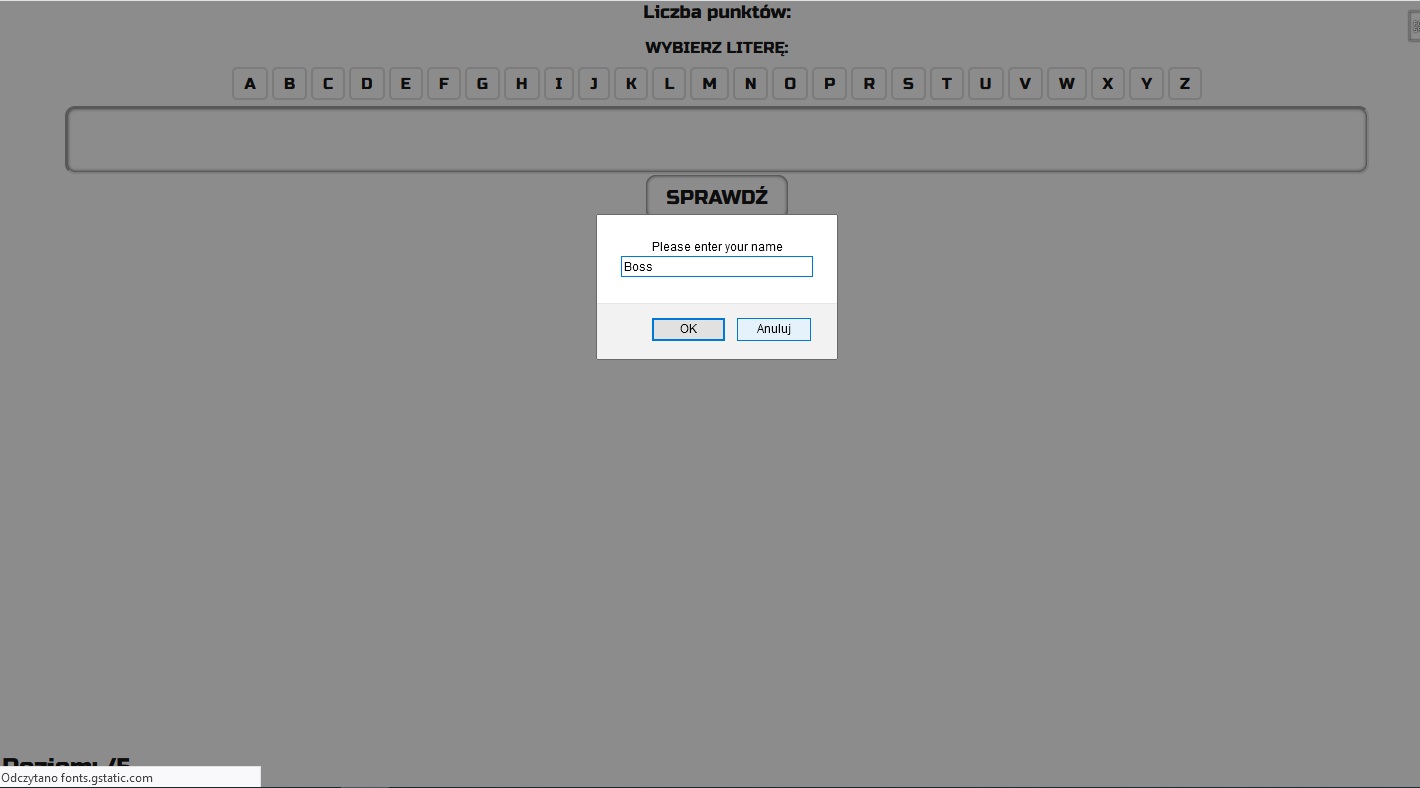 Liczba punktów:
WYBIERZ LITERĘ:
A B C D E F G H I J K L M N O P R S T U V W X Y Z
SPRAWDŹ
Please enter your name
Boss
OK Anuluj
Poziom: /5
Odczytano fonts.gstatic.com